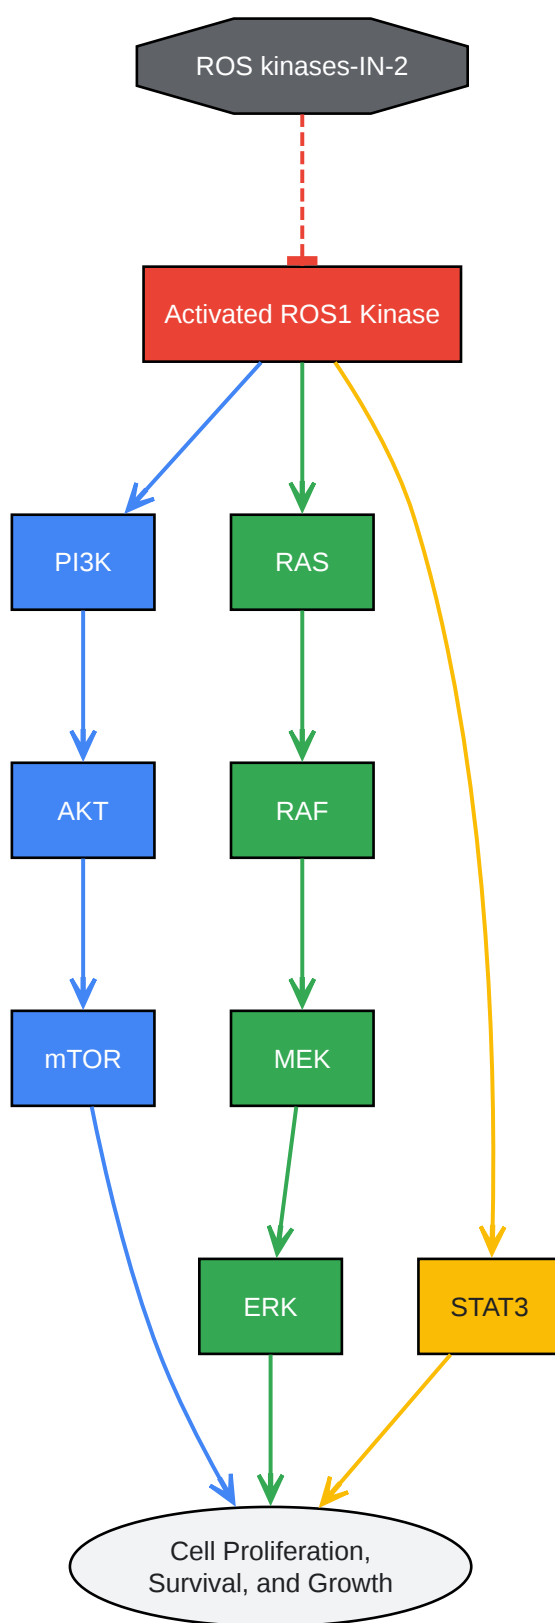 ROS kinases-IN-2
Activated ROS1 Kinase
PI3K
RAS
AKT
RAF
mTOR
MEK
ERK
STAT3
Cell Proliferation,
Survival, and Growth